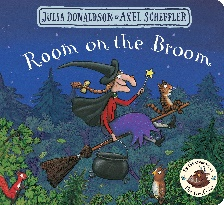 JULIA DONALDSON & AXEL SCHEFFLER
Room on the Broom